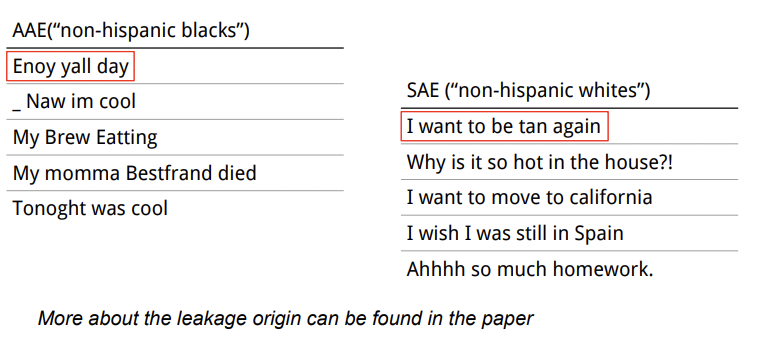 AAE(“non-hispanic blacks”)
Enoy yall day
_ Naw im cool
My Brew Eatting
My momma Bestfrand died
Tonoght was cool
SAE (“non-hispanic whites”)
I want to be tan again
Why is it so hot in the house?!
I want to move to california
I wish I was still in Spain
Ahhhh so much homework.
More about the leakage origin can be found in the paper